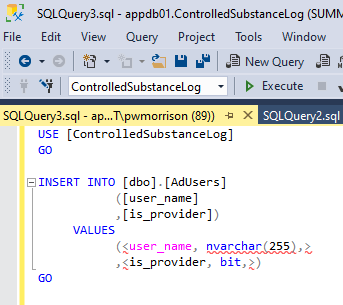 SQLQuery3.sql - appdb01.ControlledSubstanceLog (SUMM
File Edit View Query Project Tools Window
New Query
ControlledSubstanceLog Execute
SQLQuery3.sql - ap...T\pwmorrison (89)) SQLQuery2.sql
USE [ControlledSubstanceLog]
GO
INSERT INTO [dbo].[AdUsers]
([user_name]
,[is_provider])
VALUES
(<user_name, nvarchar(255),>
,<is_provider, bit,>)
GO